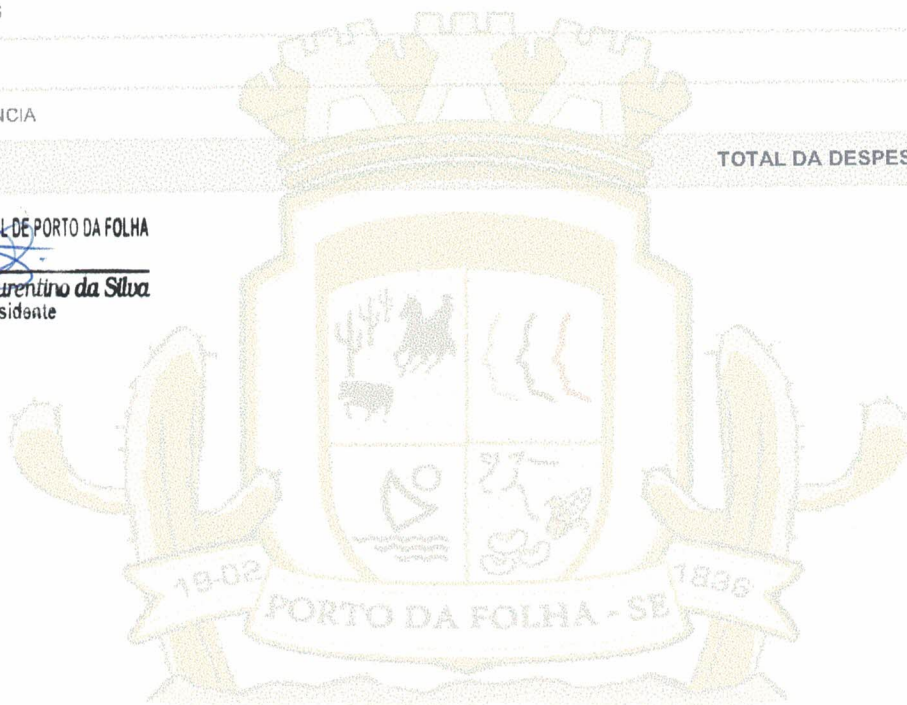 NCIA
TOTAL DA DESPES
L DE PORTO DA FOLHA
urentino da Silva
sidente
19-02
1836
PORTO DA FOLHA - SE